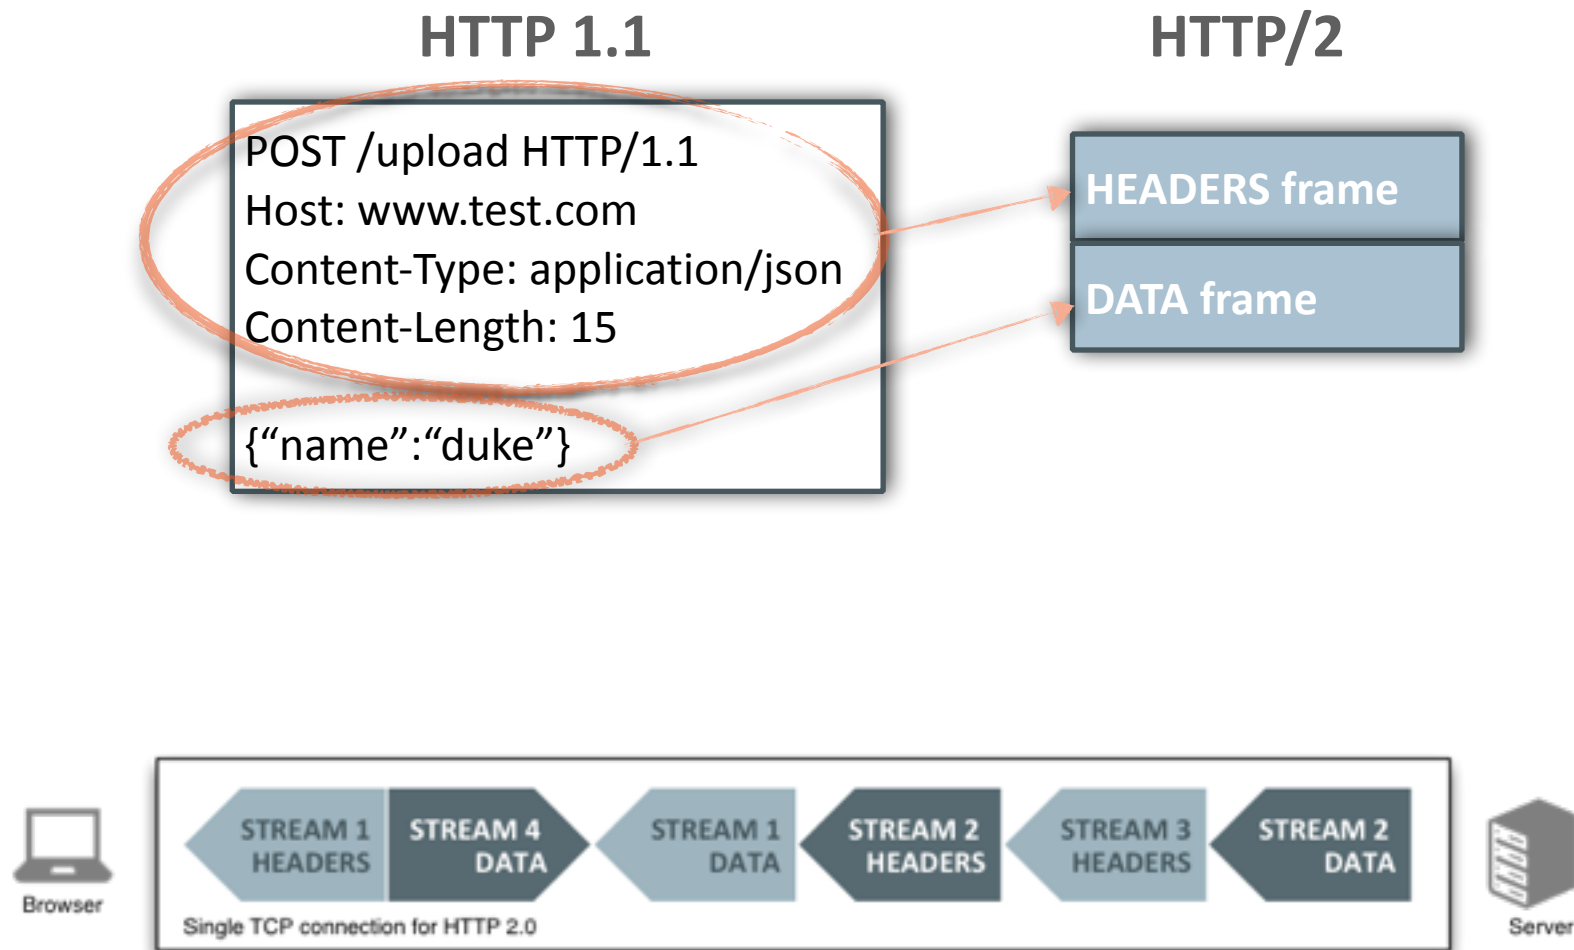 HTTP 1.1
HTTP/2
POST /upload HTTP/1.1
Host: www.test.com
Content-Type: application/json
Content-Length: 15
{“name”:“duke”}
HEADERS frame
DATA frame
STREAM 1
HEADERS
STREAM 4
DATA
STREAM 1
DATA
STREAM 2
HEADERS
STREAM 3
HEADERS
STREAM 2
DATA
Browser
Single TCP connection for HTTP 2.0
Server